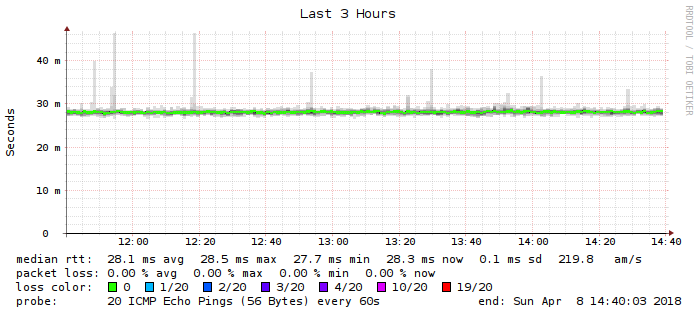 Last 3 Hours
RRDTOOL / TOBI OETIKER
Seconds
40 m
30 m
20 m
10 m
0
12:00 12:20 12:40 13:00 13:20 13:40 14:00 14:20 14:40
median rtt: 28.1 ms avg 28.5 ms max 27.7 ms min 28.3 ms now 0.1 ms sd 219.8 am/s
packet loss: 0.00 % avg 0.00 % max 0.00 % min 0.00 % now
loss color: 0 1/20 2/20 3/20 4/20 10/20 19/20
probe: 20 ICMP Echo Pings (56 Bytes) every 60s end: Sun Apr 8 14:40:03 2018